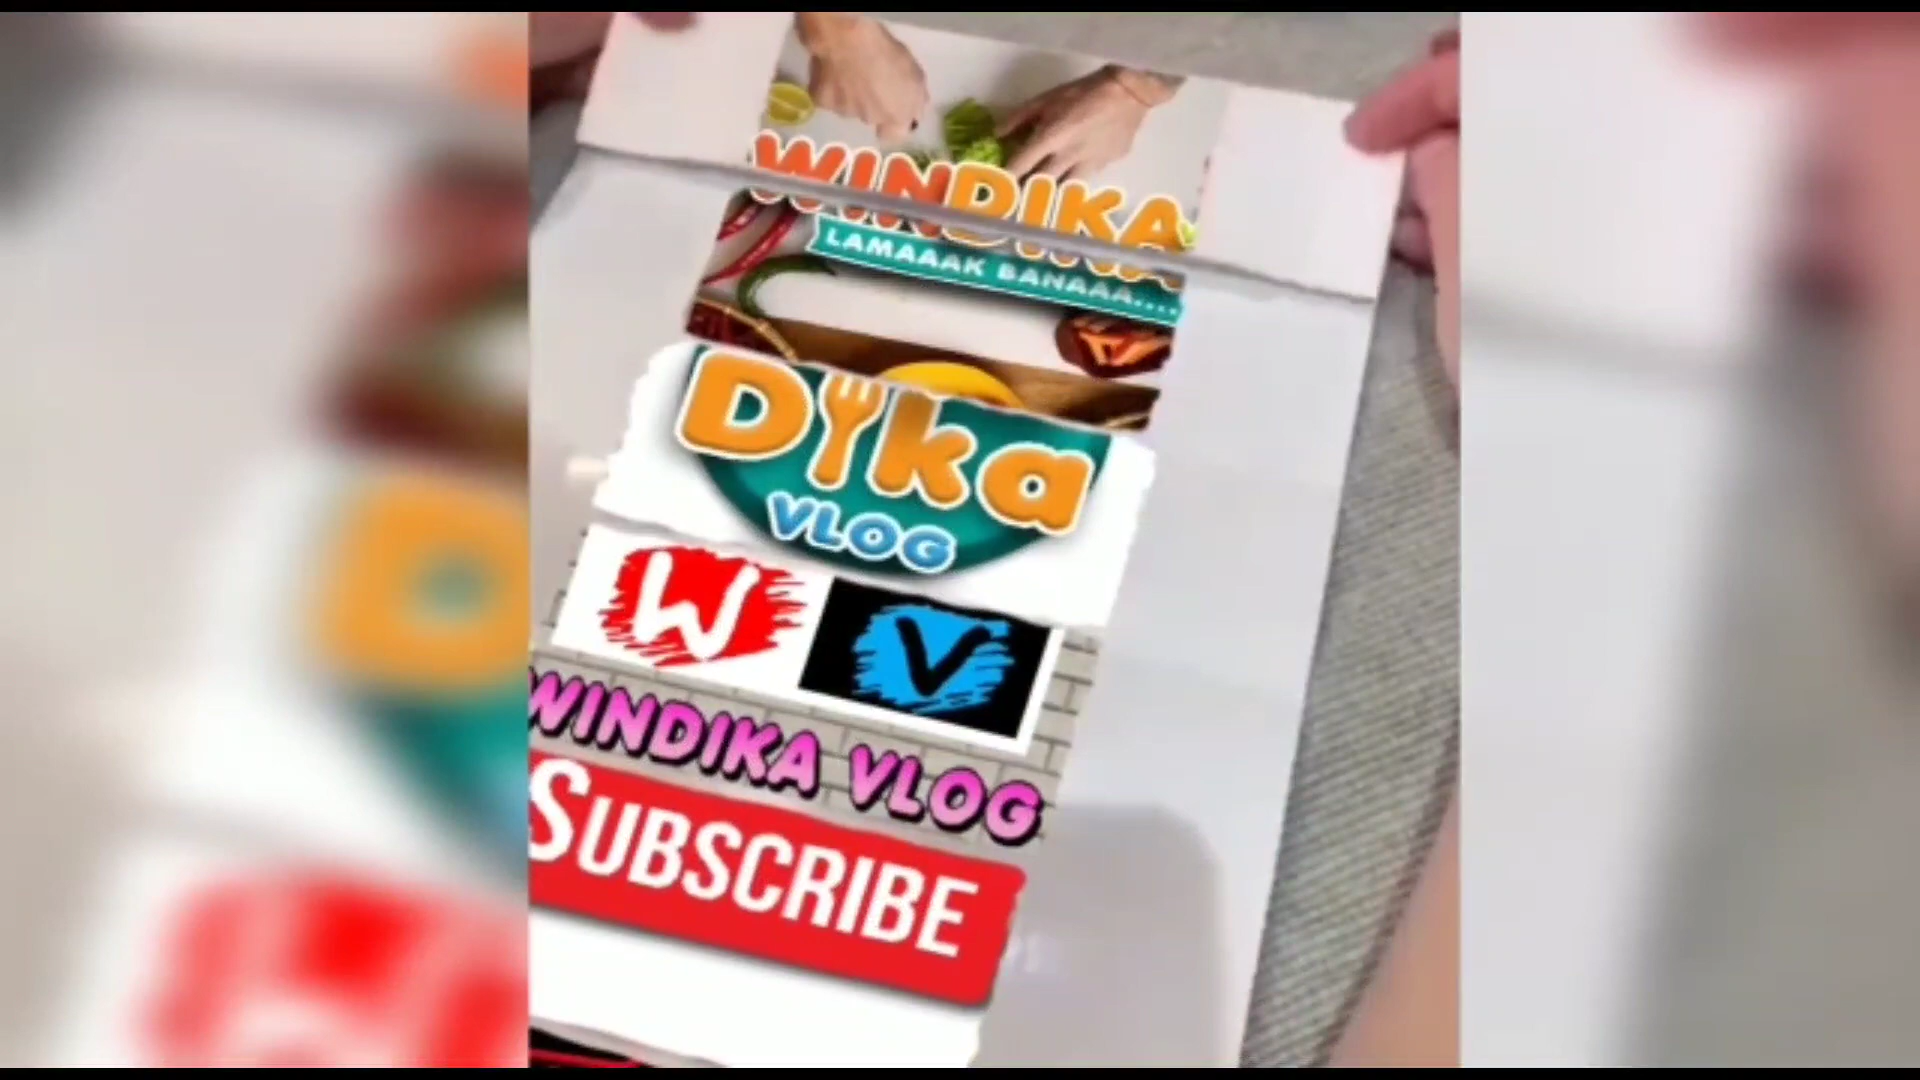 WINDIKA
LAMAAAK BANAAA....
Dika
VLOG
W V
WINDIKA VLOG
SUBSCRIBE